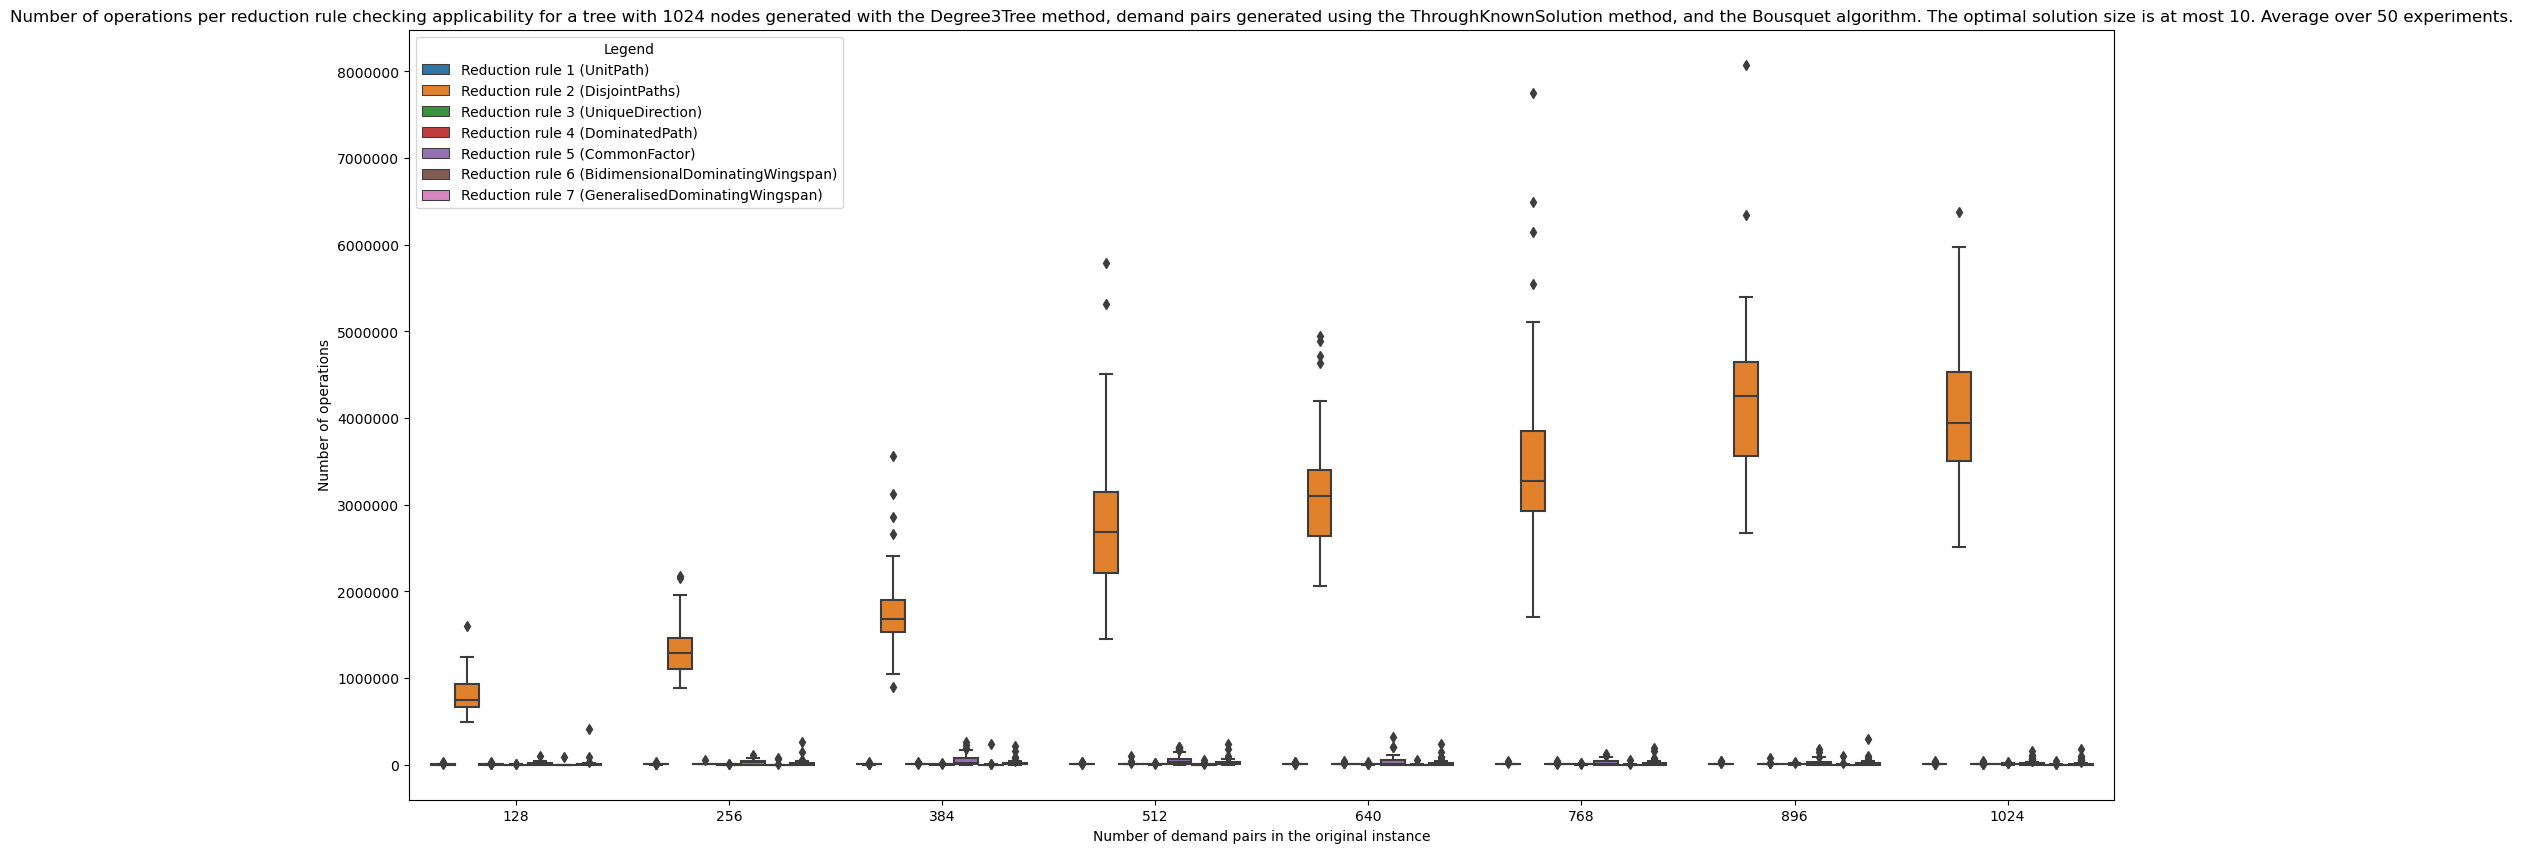 Number of operations per reduction rule checking applicability for a tree with 1024 nodes generated with the Degree3Tree method, demand pairs generated using the ThroughKnownSolution method, and the Bousquet algorithm. The optimal solution size is at most 10. Average over 50 experiments.
Legend
Reduction rule 1 (UnitPath)
Reduction rule 2 (DisjointPaths)
Reduction rule 3 (UniqueDirection)
Reduction rule 4 (DominatedPath)
Reduction rule 5 (CommonFactor)
Reduction rule 6 (BidimensionalDominatingWingspan)
Reduction rule 7 (GeneralisedDominatingWingspan)
8000000
7000000
6000000
5000000
4000000
3000000
2000000
1000000
0
Number of operations
128 256 384 512 640 768 896 1024
Number of demand pairs in the original instance